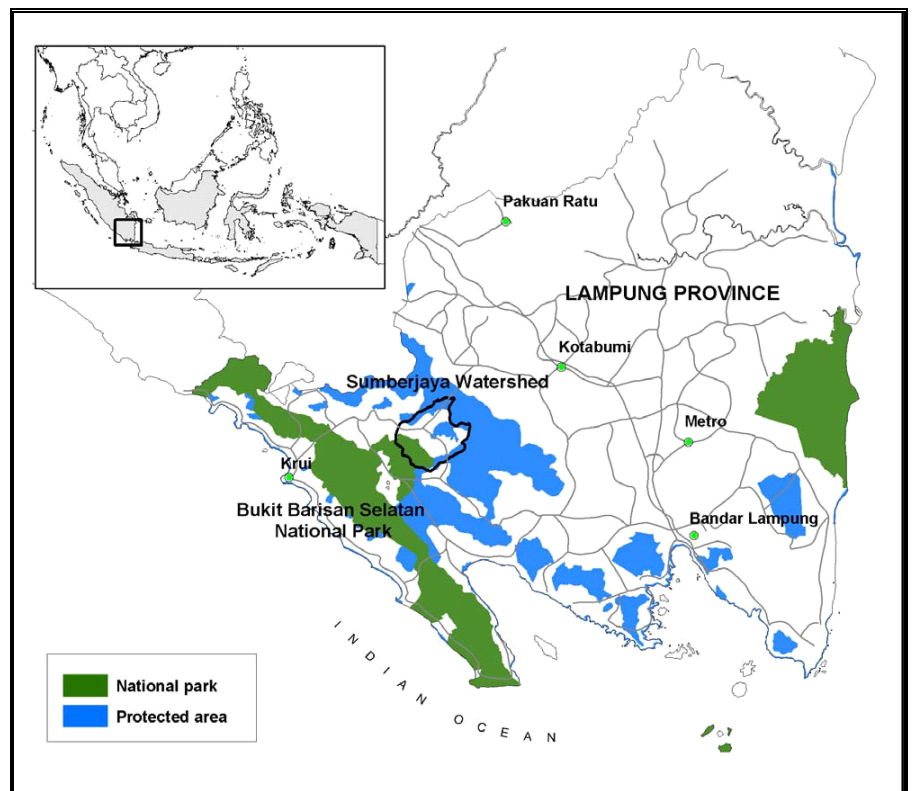 Pakuan Ratu
LAMPUNG PROVINCE
Kotabumi
Sumberjaya Watershed
Metro
Krui
Bukit Barisan Selatan
National Park
Bandar Lampung
INDIAN OCEAN
National park
Protected area